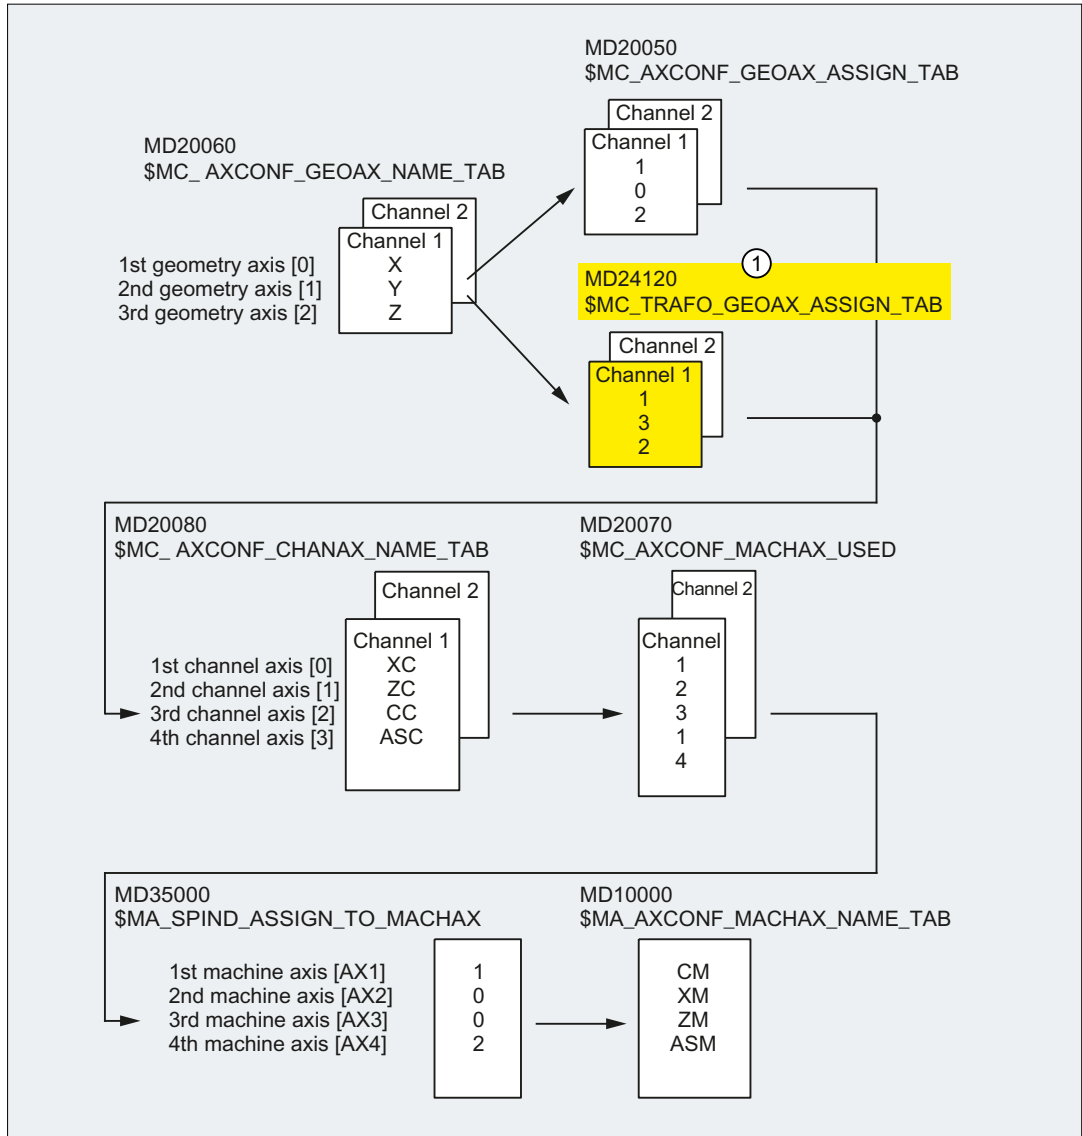 MD20050
$MC_AXCONF_GEOAX_ASSIGN_TAB
Channel 2
Channel 1
1
0
2
MD20060
$MC_ AXCONF_GEOAX_NAME_TAB
Channel 2
Channel 1
1st geometry axis [0] X
2nd geometry axis [1] Y
3rd geometry axis [2] Z
1
MD24120
$MC_TRAFO_GEOAX_ASSIGN_TAB
Channel 2
Channel 1
1
3
2
MD20080
$MC_ AXCONF_CHANAX_NAME_TAB
Channel 2
Channel 1
1st channel axis [0] XC
2nd channel axis [1] ZC
3rd channel axis [2] CC
4th channel axis [3] ASC
MD20070
$MC_AXCONF_MACHAX_USED
Channel 2
Channel
1
2
3
1
4
MD35000
$MA_SPIND_ASSIGN_TO_MACHAX
1st machine axis [AX1] 1
2nd machine axis [AX2] 0
3rd machine axis [AX3] 0
4th machine axis [AX4] 2
MD10000
$MA_AXCONF_MACHAX_NAME_TAB
CM
XM
ZM
ASM